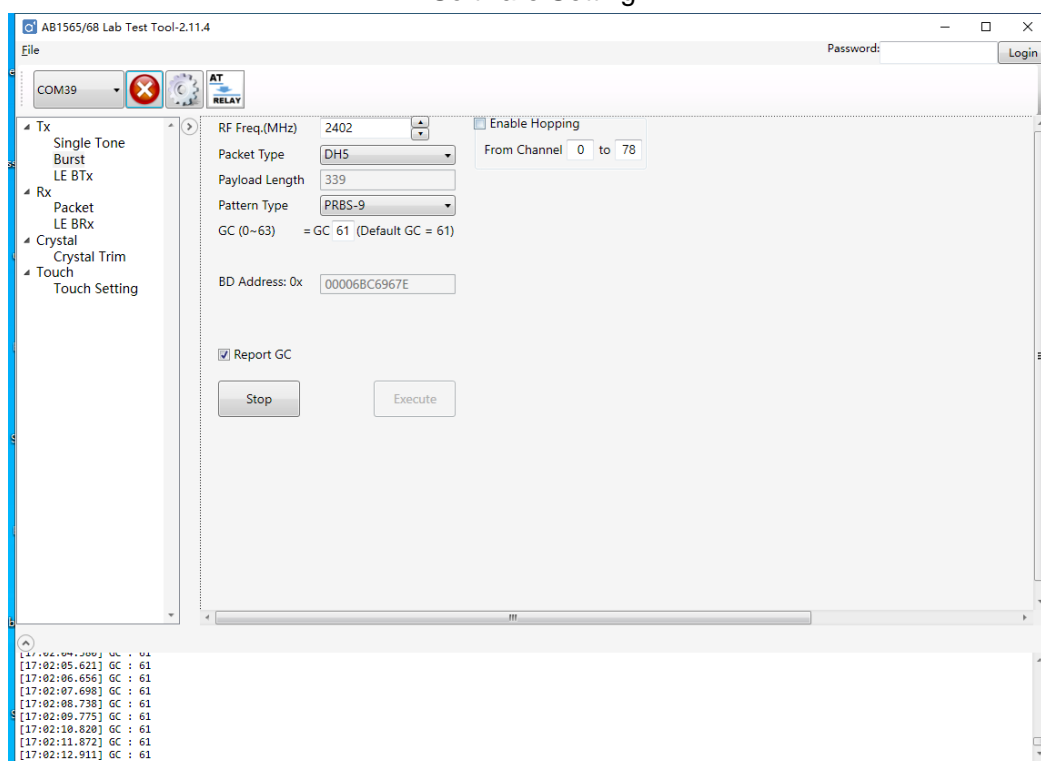 AB1565/68 Lab Test Tool-2.11.4
File
Password:
Login
COM39
AT
RELAY
Tx
Single Tone
Burst
LE BTx
Rx
Packet
LE BRx
Crystal
Crystal Trim
Touch
Touch Setting
RF Freq.(MHz) 2402
Packet Type DH5
Payload Length 339
Pattern Type PRBS-9
GC (0~63) = GC 61 (Default GC = 61)
BD Address: 0x 00006BC6967E
Report GC
Stop Execute
Enable Hopping
From Channel 0 to 78
[17:02:05.621] GC : 61
[17:02:06.656] GC : 61
[17:02:07.698] GC : 61
[17:02:08.738] GC : 61
[17:02:09.775] GC : 61
[17:02:10.820] GC : 61
[17:02:11.872] GC : 61
[17:02:12.911] GC : 61